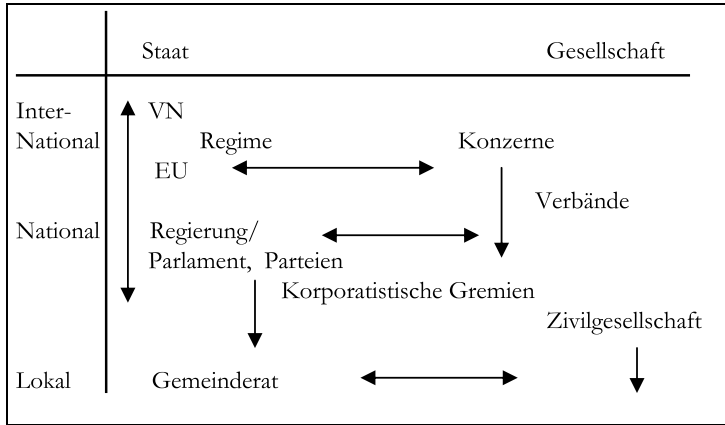 Staat Gesellschaft
Inter- VN
National Regime Konzerne
EU
Verbände
National Regierung/
Parlament, Parteien
Korporatistische Gremien
Zivilgesellschaft
Lokal Gemeinderat